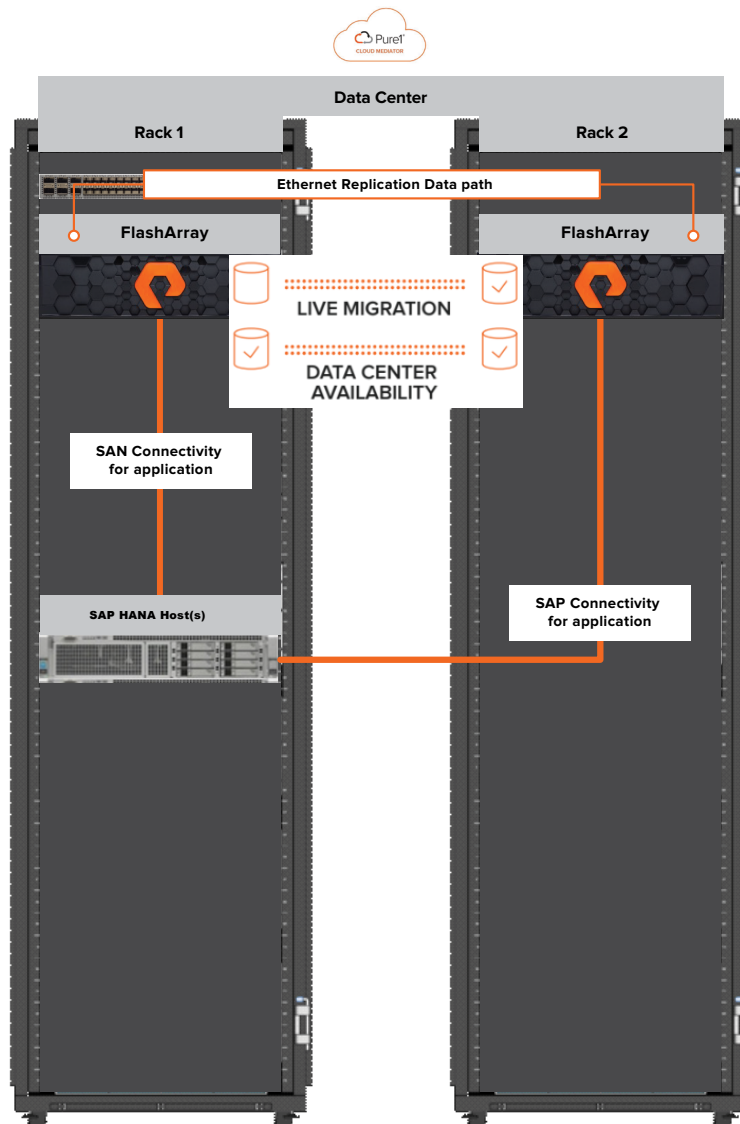 Pure1®
CLOUD MEDIATOR
Data Center
Rack 1
Rack 2
Ethernet Replication Data path
FlashArray
FlashArray
LIVE MIGRATION
DATA CENTER
AVAILABILITY
SAN Connectivity
for application
SAP Connectivity
for application
SAP HANA Host(s)